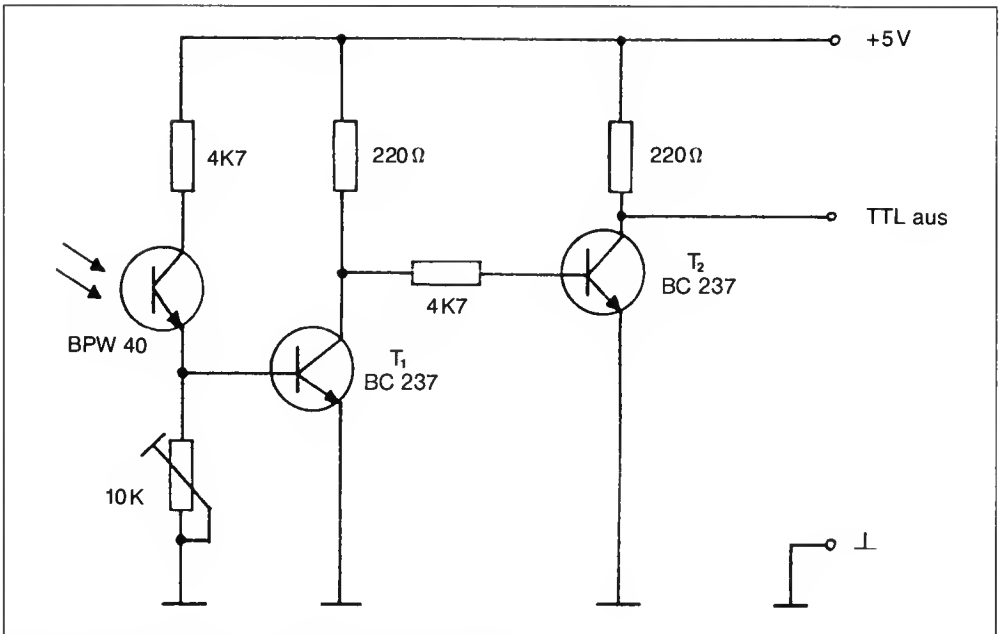 +5V
4K7
220Ω
220Ω
TTL aus
T₂
BC 237
4K7
BPW 40
T₁
BC 237
10K
⊥